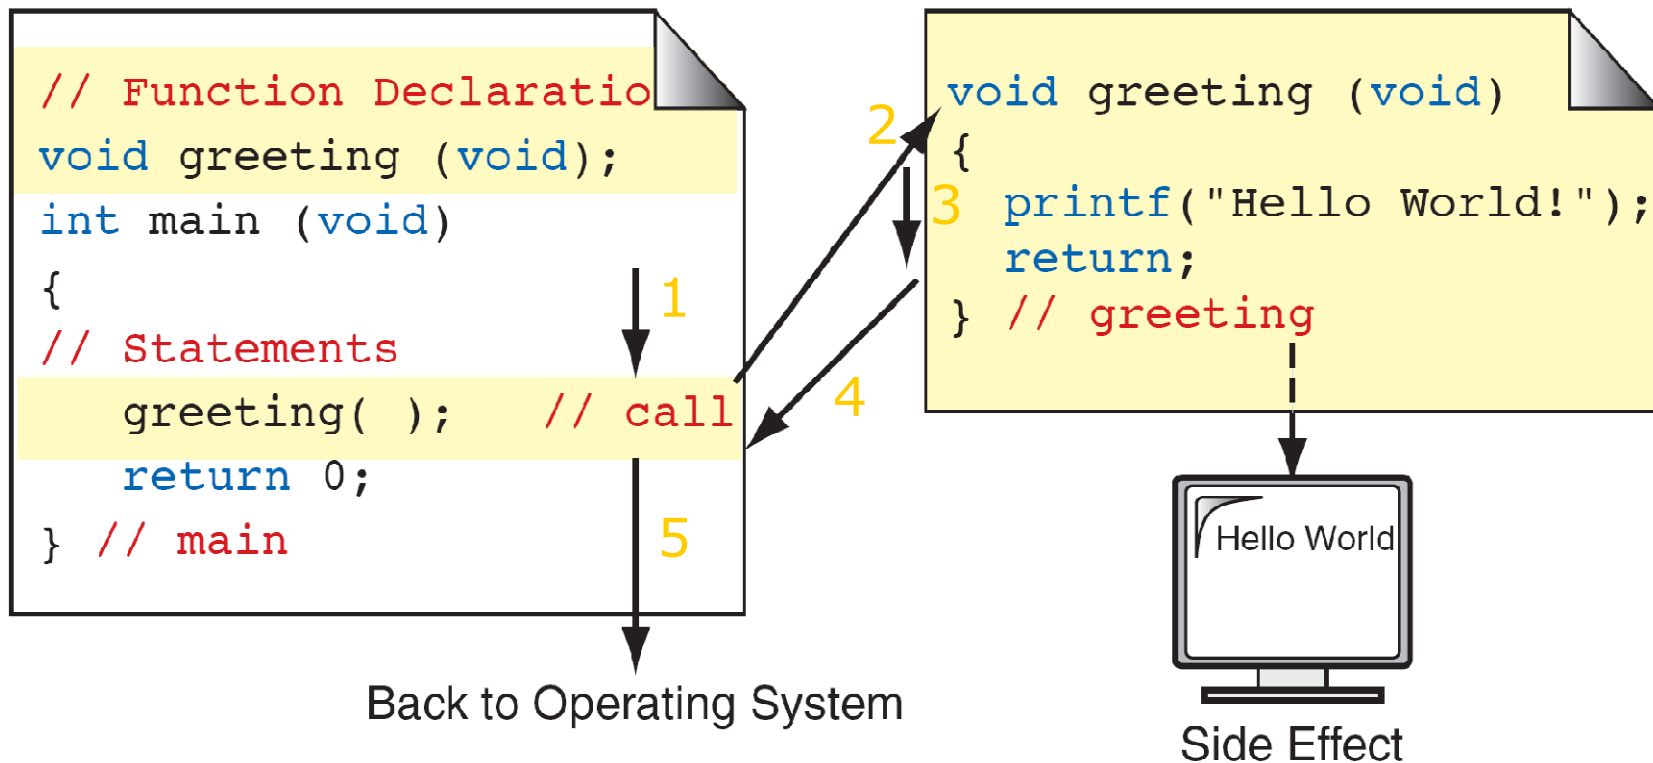 // Function Declaratio
void greeting (void);
int main (void)
{
1
// Statements
greeting( );   // call
return 0;
} // main
5
Back to Operating System
2
3
4
void greeting (void)
{
printf("Hello World!");
return;
} // greeting
Hello World
Side Effect